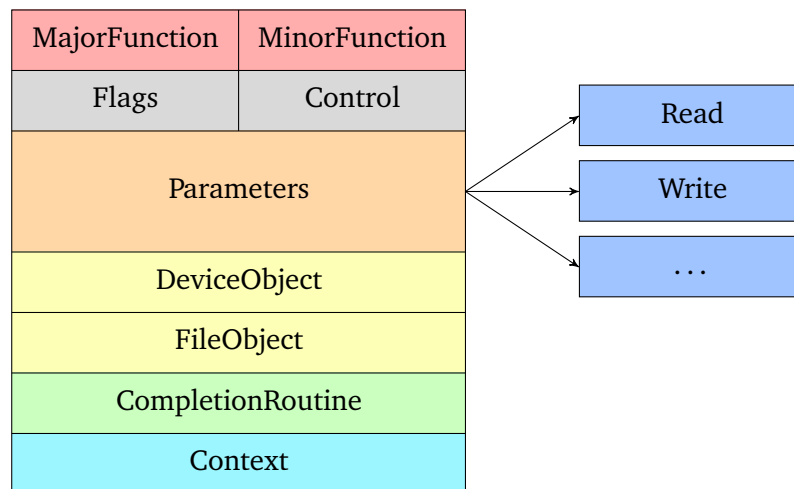 MajorFunction MinorFunction
Flags Control
Parameters
DeviceObject
FileObject
CompletionRoutine
Context
Read
Write
...